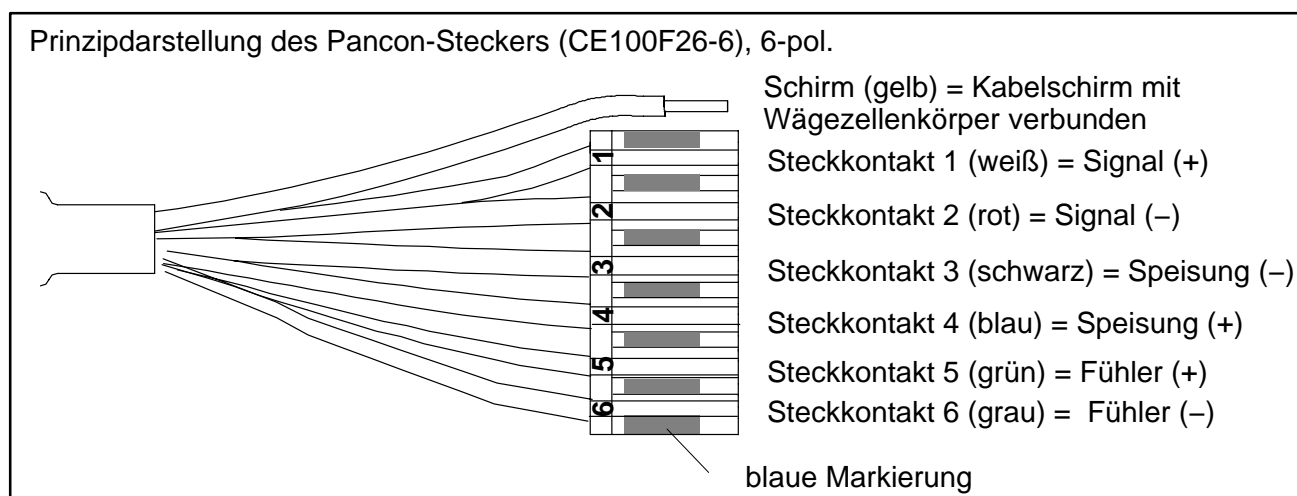 Prinzipdarstellung des Pancon-Steckers (CE100F26-6), 6-pol.
Schirm (gelb) = Kabelschirm mit
Wägezellenkörper verbunden
1
Steckkontakt 1 (weiß) = Signal (+)
2
Steckkontakt 2 (rot) = Signal (−)
3
Steckkontakt 3 (schwarz) = Speisung (−)
4
Steckkontakt 4 (blau) = Speisung (+)
5
Steckkontakt 5 (grün) = Fühler (+)
6
Steckkontakt 6 (grau) = Fühler (−)
blaue Markierung